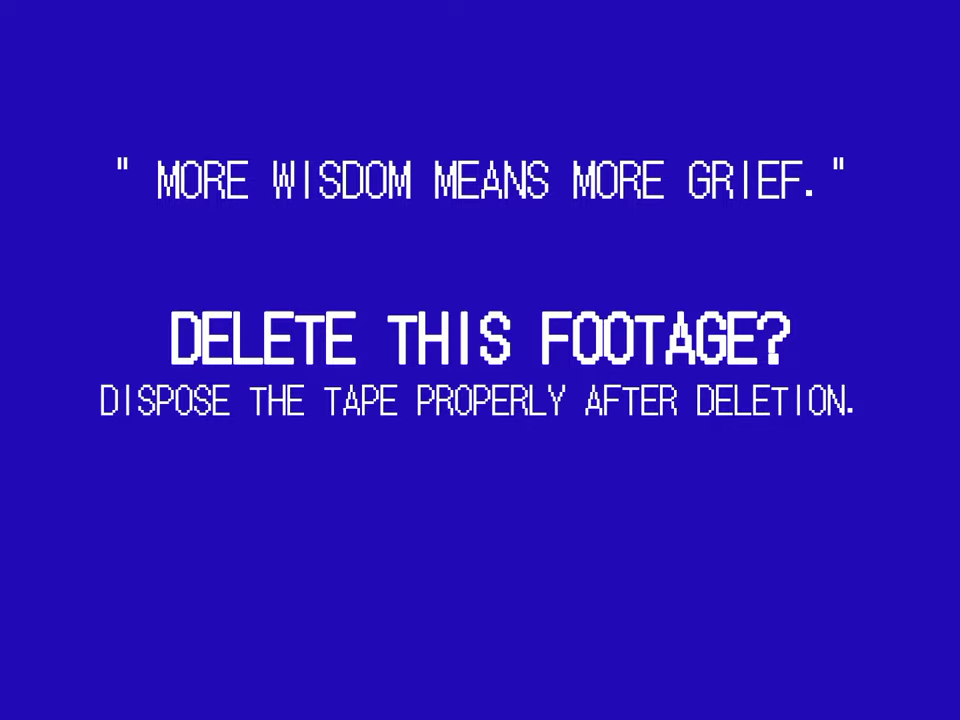 " MORE WISDOM MEANS MORE GRIEF. "
DELETE THIS FOOTAGE?
DISPOSE THE TAPE PROPERLY AFTER DELETION.